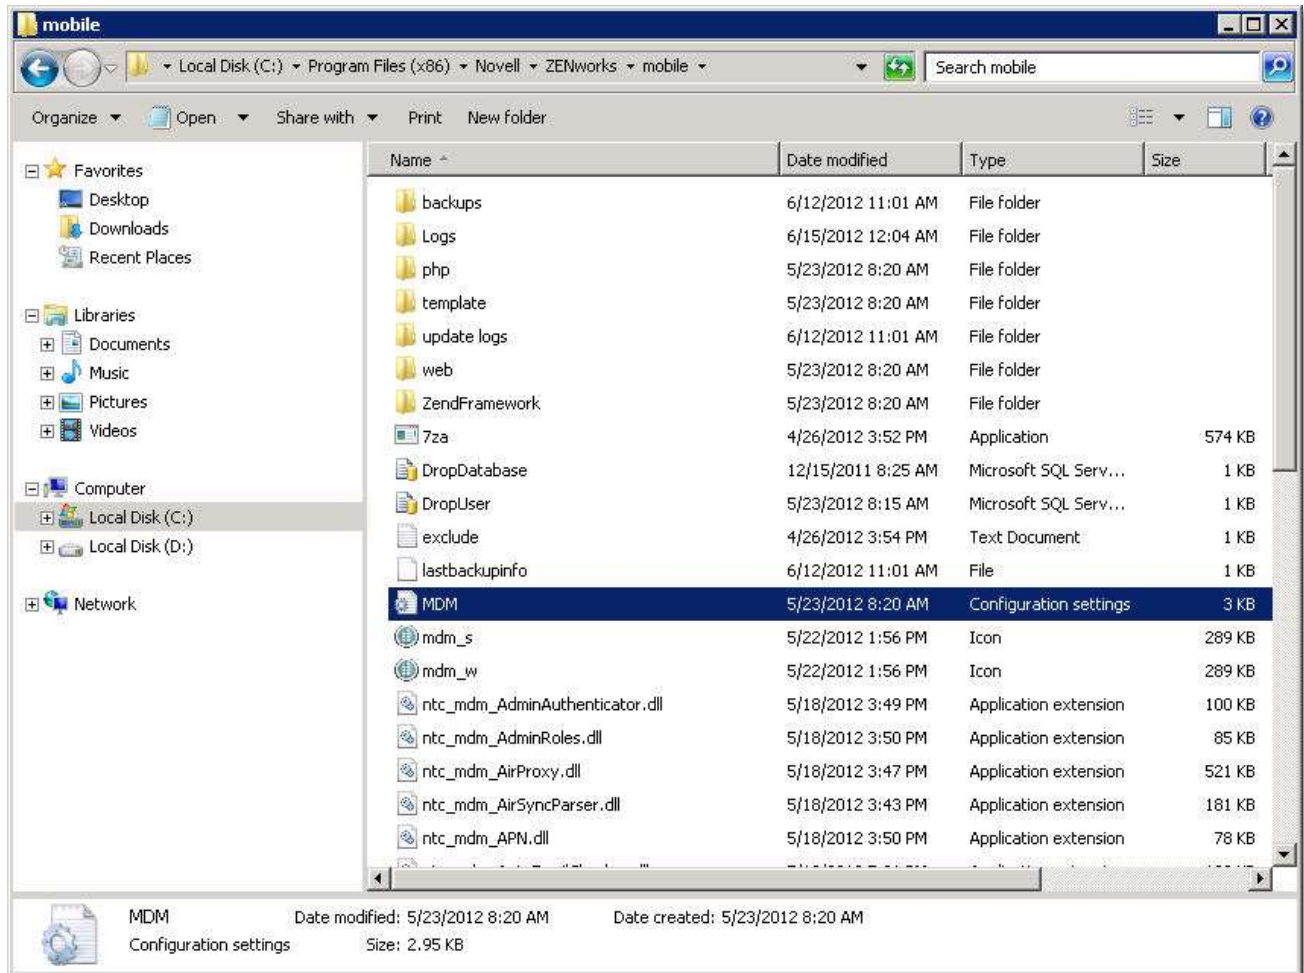 mobile
Local Disk (C:) Program Files (x86) Novell ZENworks mobile Search mobile
Organize Open Share with Print New folder
Favorites
Desktop
Downloads
Recent Places
Libraries
Documents
Music
Pictures
Videos
Computer
Local Disk (C:)
Local Disk (D:)
Network
Name Date modified Type Size
backups 6/12/2012 11:01 AM File folder
Logs 6/15/2012 12:04 AM File folder
php 5/23/2012 8:20 AM File folder
template 5/23/2012 8:20 AM File folder
update logs 6/12/2012 11:01 AM File folder
web 5/23/2012 8:20 AM File folder
ZendFramework 5/23/2012 8:20 AM File folder
7za 4/26/2012 3:52 PM Application 574 KB
DropDatabase 12/15/2011 8:25 AM Microsoft SQL Serv... 1 KB
DropUser 5/23/2012 8:15 AM Microsoft SQL Serv... 1 KB
exclude 4/26/2012 3:54 PM Text Document 1 KB
lastbackupinfo 6/12/2012 11:01 AM File 1 KB
MDM 5/23/2012 8:20 AM Configuration settings 3 KB
mdm_s 5/22/2012 1:56 PM Icon 289 KB
mdm_w 5/22/2012 1:56 PM Icon 289 KB
ntc_mdm_AdminAuthenticator.dll 5/18/2012 3:49 PM Application extension 100 KB
ntc_mdm_AdminRoles.dll 5/18/2012 3:50 PM Application extension 85 KB
ntc_mdm_AirProxy.dll 5/18/2012 3:47 PM Application extension 521 KB
ntc_mdm_AirSyncParser.dll 5/18/2012 3:43 PM Application extension 181 KB
ntc_mdm_APN.dll 5/18/2012 3:50 PM Application extension 78 KB
MDM Date modified: 5/23/2012 8:20 AM Date created: 5/23/2012 8:20 AM
Configuration settings Size: 2.95 KB